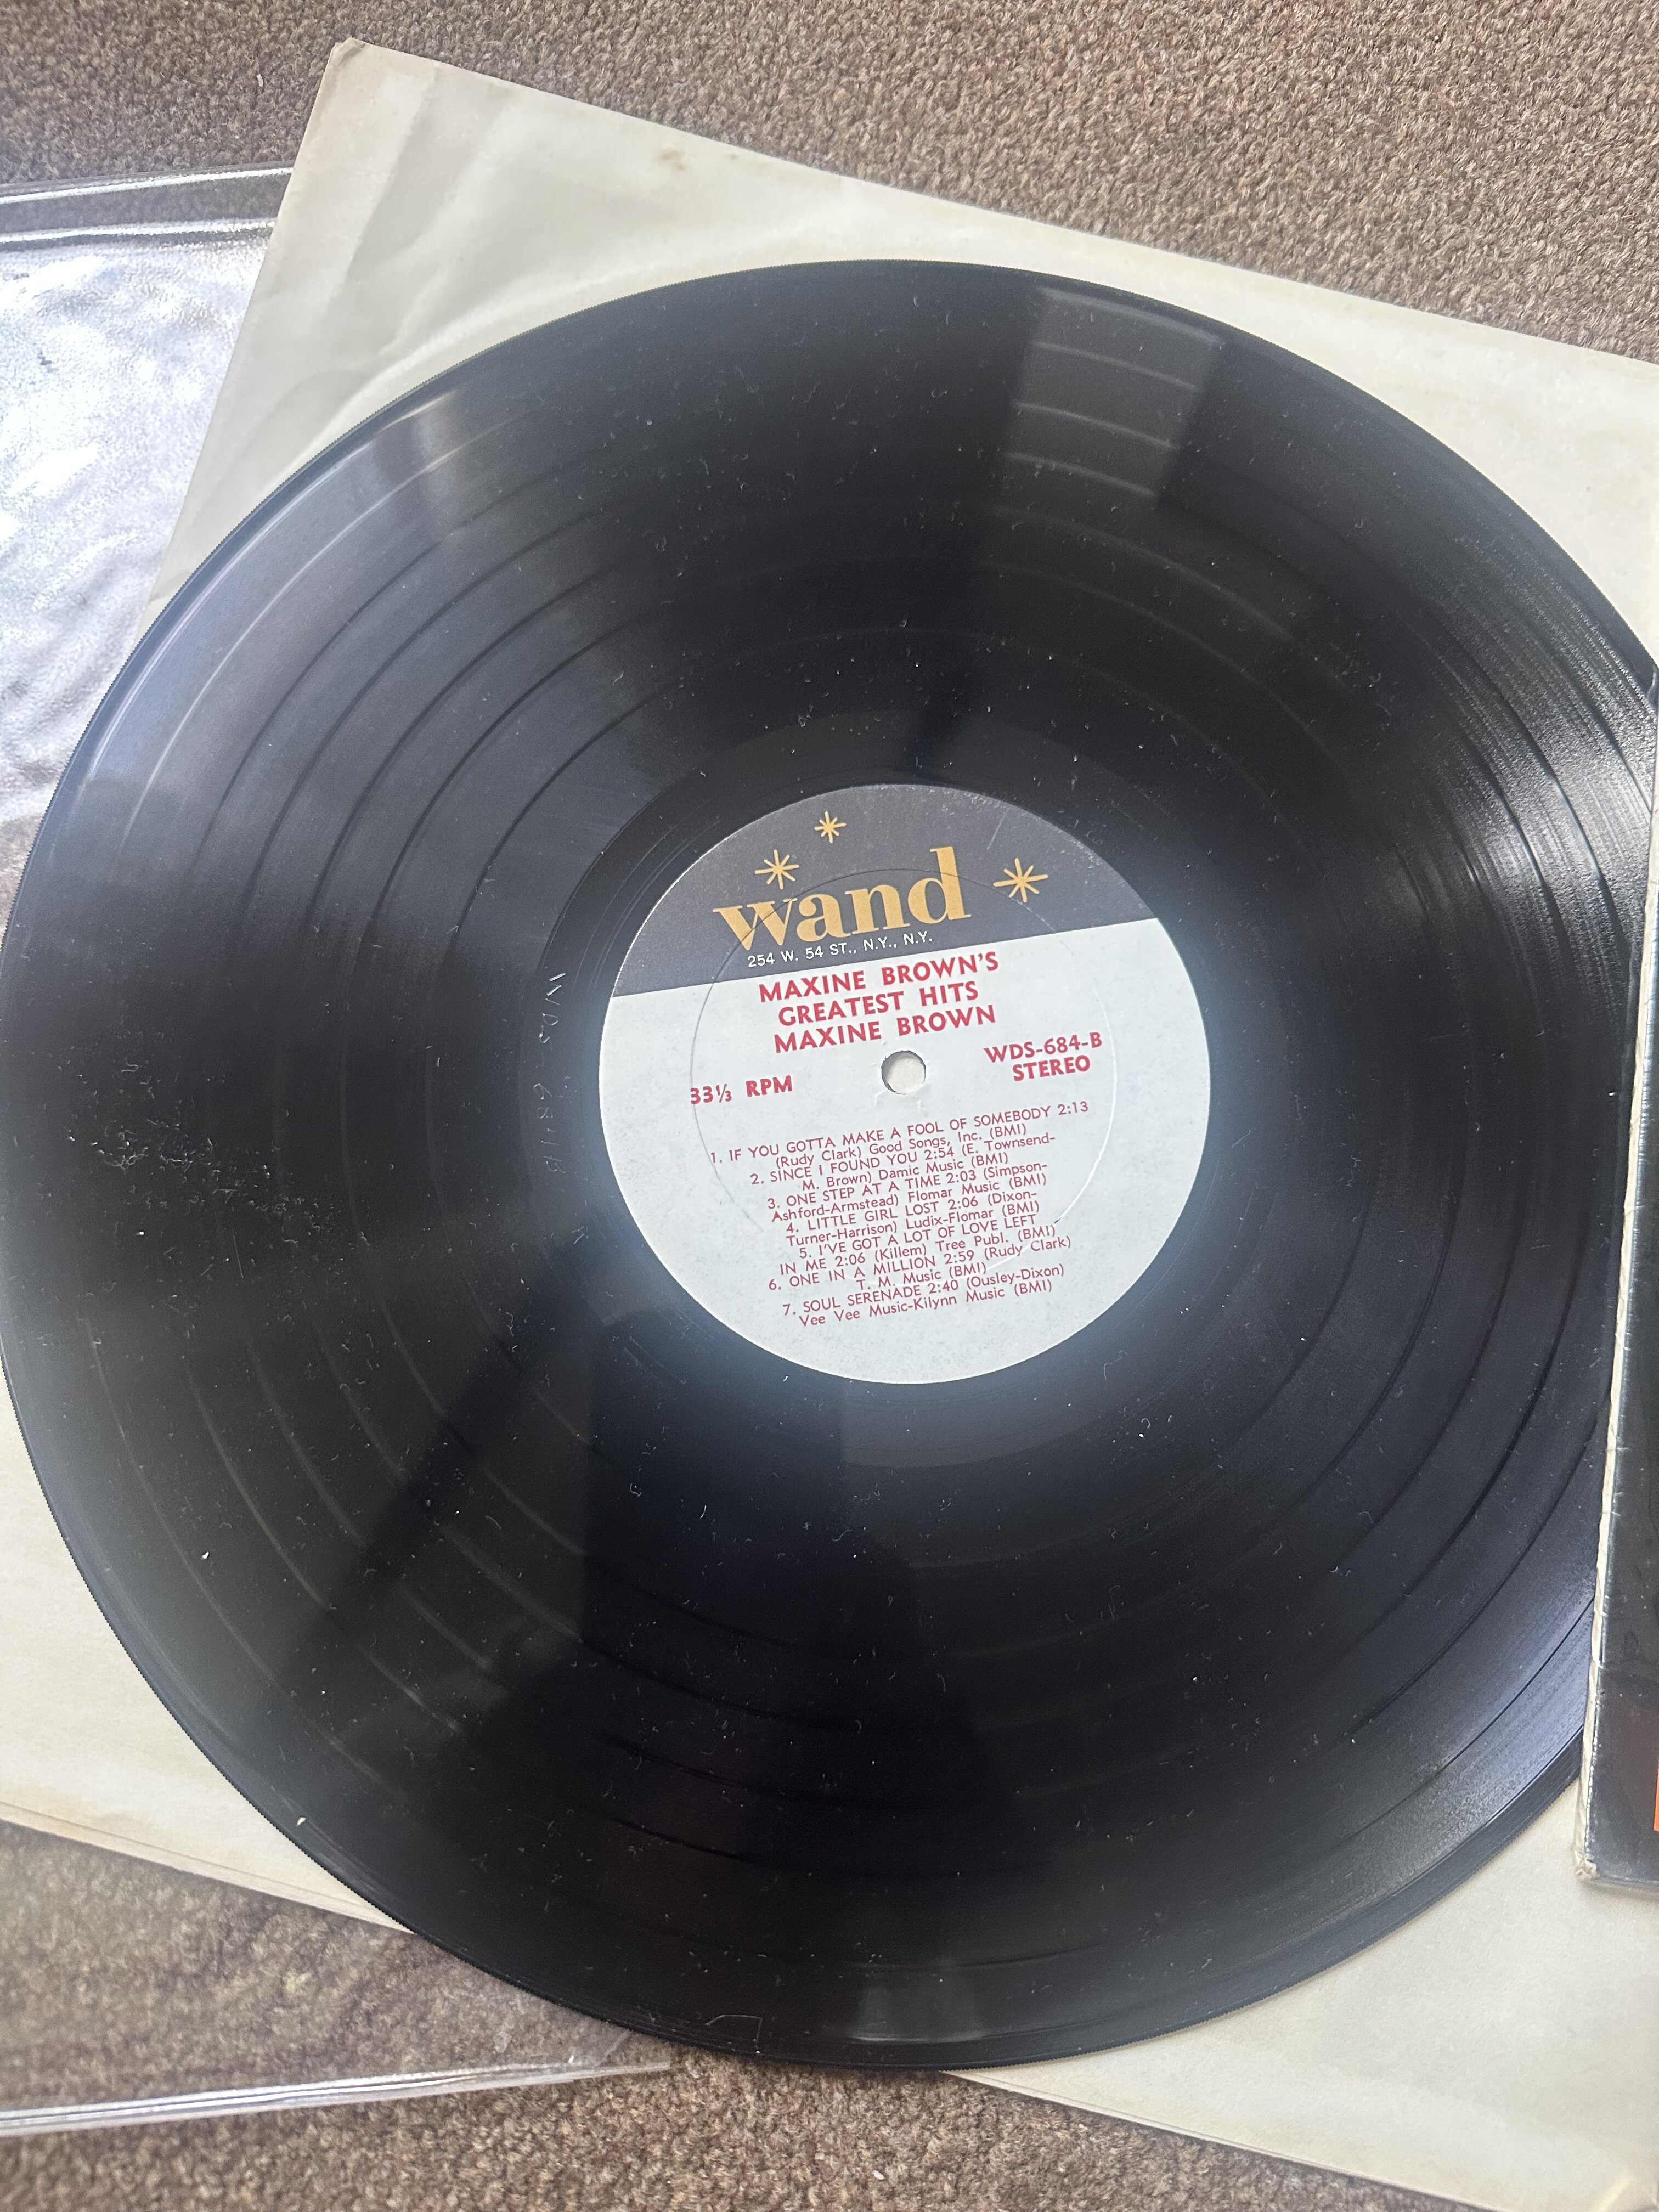 wand
254 W. 54 ST., N.Y., N.Y.
MAXINE BROWN'S
GREATEST HITS
MAXINE BROWN
WDS-684-B
33⅓ RPM STEREO
1. IF YOU GOTTA MAKE A FOOL OF SOMEBODY 2:13
(Rudy Clark) Good Songs, Inc. (BMI)
2. SINCE I FOUND YOU 2:54 (E. Townsend-
M. Brown) Damic Music (BMI)
3. ONE STEP AT A TIME 2:03 (Simpson-
Ashford-Armstead) Flomar Music (BMI)
4. LITTLE GIRL LOST 2:06 (Dixon-
Turner-Harrison) Ludix-Flomar (BMI)
5. I'VE GOT A LOT OF LOVE LEFT
IN ME 2:06 (Killem) Tree Publ. (BMI)
6. ONE IN A MILLION 2:59 (Rudy Clark)
T. M. Music (BMI)
7. SOUL SERENADE 2:40 (Ousley-Dixon)
Vee Vee Music-Kilynn Music (BMI)